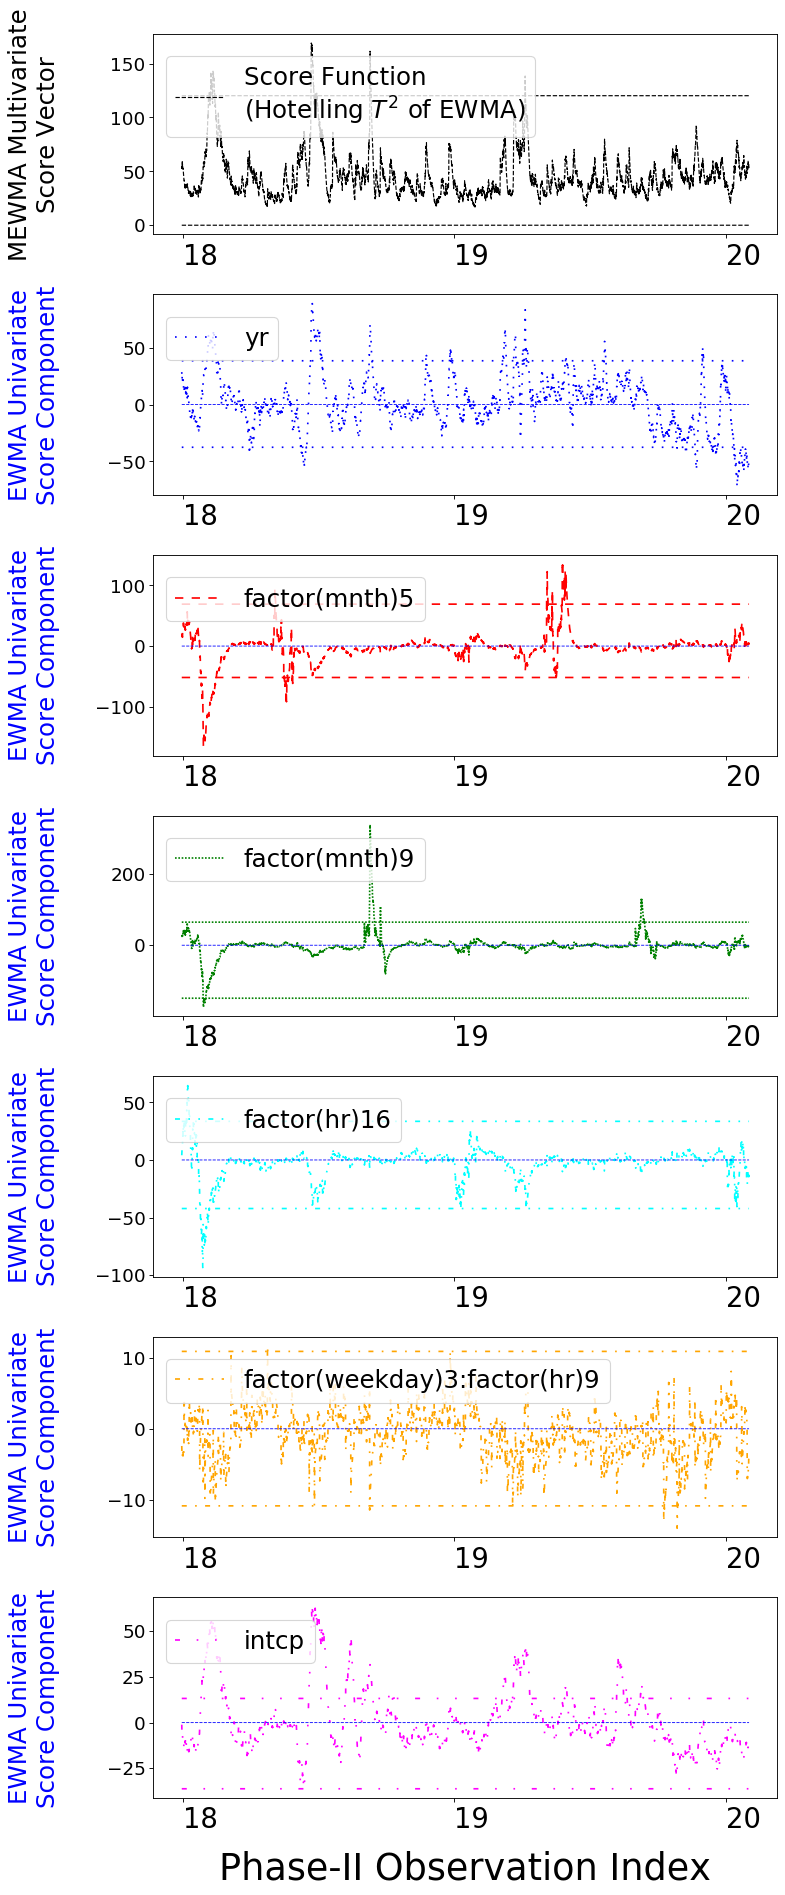 MEWMA Multivariate
Score Vector
150
100
50
0
Score Function
(Hotelling T² of EWMA)
18 19 20
EWMA Univariate
Score Component
50
0
−50
yr
18 19 20
EWMA Univariate
Score Component
100
0
−100
factor(mnth)5
18 19 20
EWMA Univariate
Score Component
200
0
factor(mnth)9
18 19 20
EWMA Univariate
Score Component
50
0
−50
−100
factor(hr)16
18 19 20
EWMA Univariate
Score Component
10
0
−10
factor(weekday)3:factor(hr)9
18 19 20
EWMA Univariate
Score Component
50
25
0
−25
intcp
18 19 20
Phase-II Observation Index